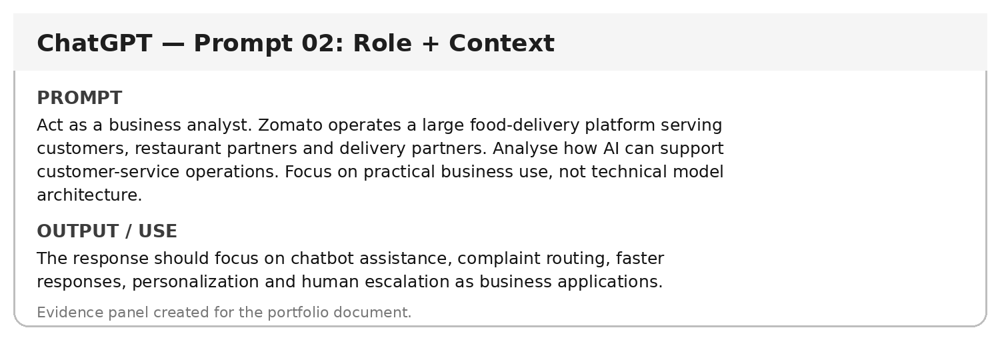 ChatGPT — Prompt 02: Role + Context
PROMPT
Act as a business analyst. Zomato operates a large food-delivery platform serving
customers, restaurant partners and delivery partners. Analyse how AI can support
customer-service operations. Focus on practical business use, not technical model
architecture.
OUTPUT / USE
The response should focus on chatbot assistance, complaint routing, faster
responses, personalization and human escalation as business applications.
Evidence panel created for the portfolio document.